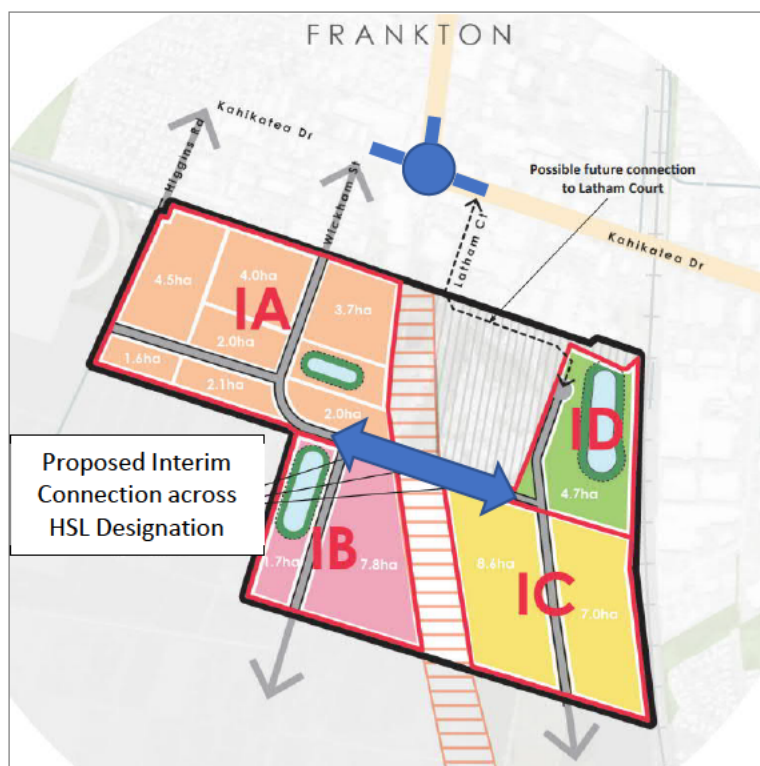 FRANKTON
Kahikatea Dr
Higgins Rd
Wickham St
Possible future connection
to Latham Court
Latham Ct
Kahikatea Dr
4.5ha
4.0ha
3.7ha
IA
2.0ha
1.6ha
2.1ha
2.0ha
ID
4.7ha
Proposed Interim
Connection across
HSL Designation
IB
1.7ha
7.8ha
8.6ha
IC
7.0ha